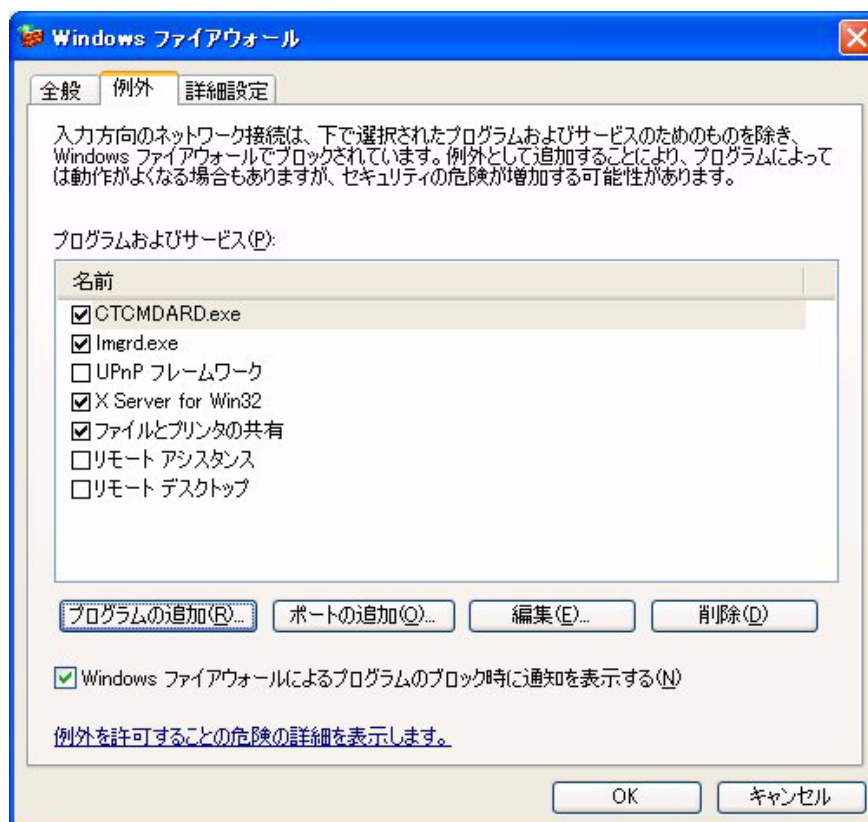 Windows ファイアウォール
全般
例外
詳細設定
入力方向のネットワーク接続は、下で選択されたプログラムおよびサービスのためのものを除き、
Windows ファイアウォールでブロックされています。例外として追加することにより、プログラムによって
は動作がよくなる場合もありますが、セキュリティの危険が増加する可能性があります。
プログラムおよびサービス(P):
名前
CTCMDARD.exe
lmgrd.exe
UPnP フレームワーク
X Server for Win32
ファイルとプリンタの共有
リモート アシスタンス
リモート デスクトップ
プログラムの追加(R)...
ポートの追加(O)...
編集(E)...
削除(D)
Windows ファイアウォールによるプログラムのブロック時に通知を表示する(N)
例外を許可することの危険の詳細を表示します。
OK
キャンセル